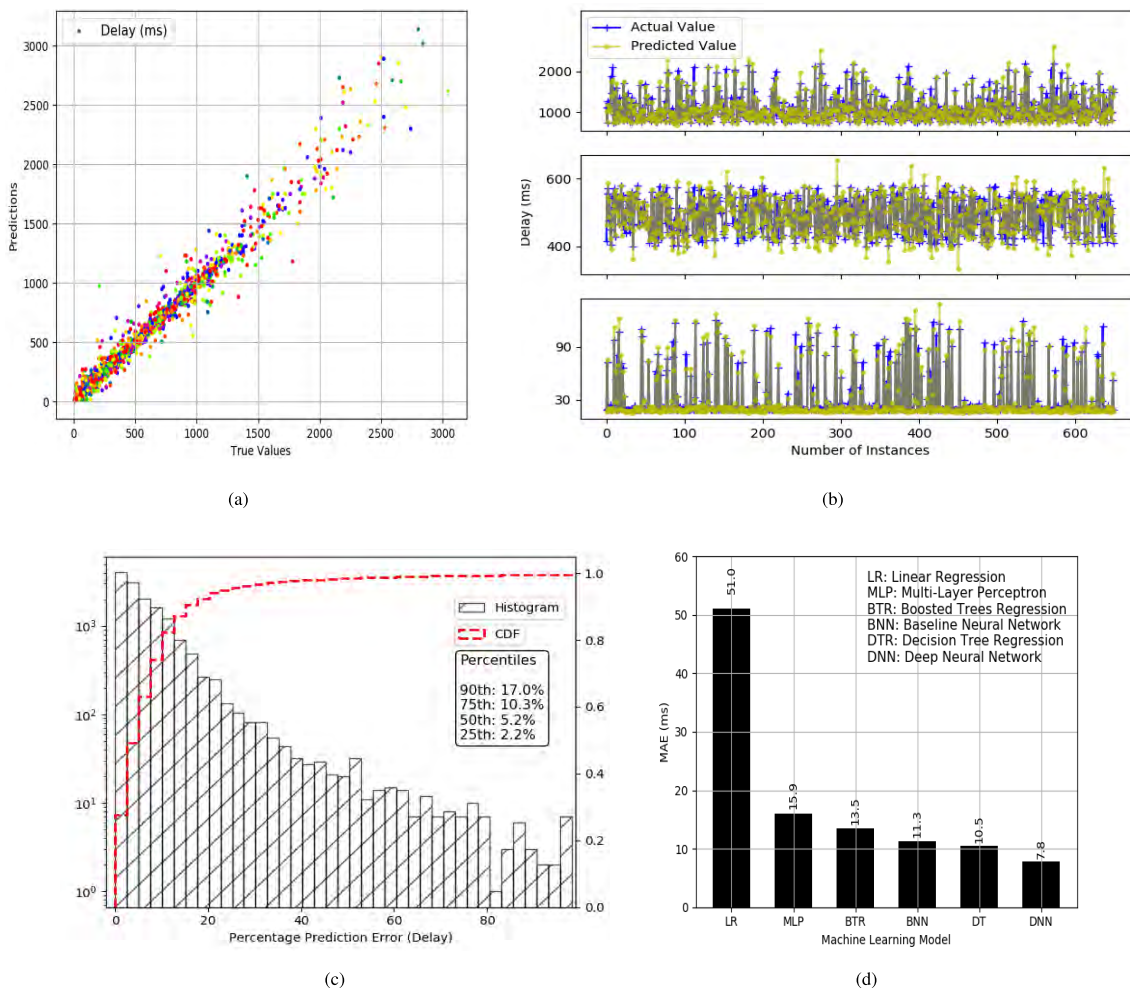 Delay (ms)
3000
2500
2000
1500
1000
500
0
Predictions
0 500 1000 1500 2000 2500 3000
True Values
(a)
Actual Value
Predicted Value
2000
1000
600
400
90
30
Delay (ms)
0 100 200 300 400 500 600
Number of Instances
(b)
10³
10²
10¹
10⁰
1.0
0.8
0.6
0.4
0.2
0.0
Histogram
CDF
Percentiles
90th: 17.0%
75th: 10.3%
50th: 5.2%
25th: 2.2%
0 20 40 60 80
Percentage Prediction Error (Delay)
(c)
60
50
40
30
20
10
0
MAE (ms)
LR: Linear Regression
MLP: Multi-Layer Perceptron
BTR: Boosted Trees Regression
BNN: Baseline Neural Network
DTR: Decision Tree Regression
DNN: Deep Neural Network
51.0
15.9
13.5
11.3
10.5
7.8
LR MLP BTR BNN DT DNN
Machine Learning Model
(d)